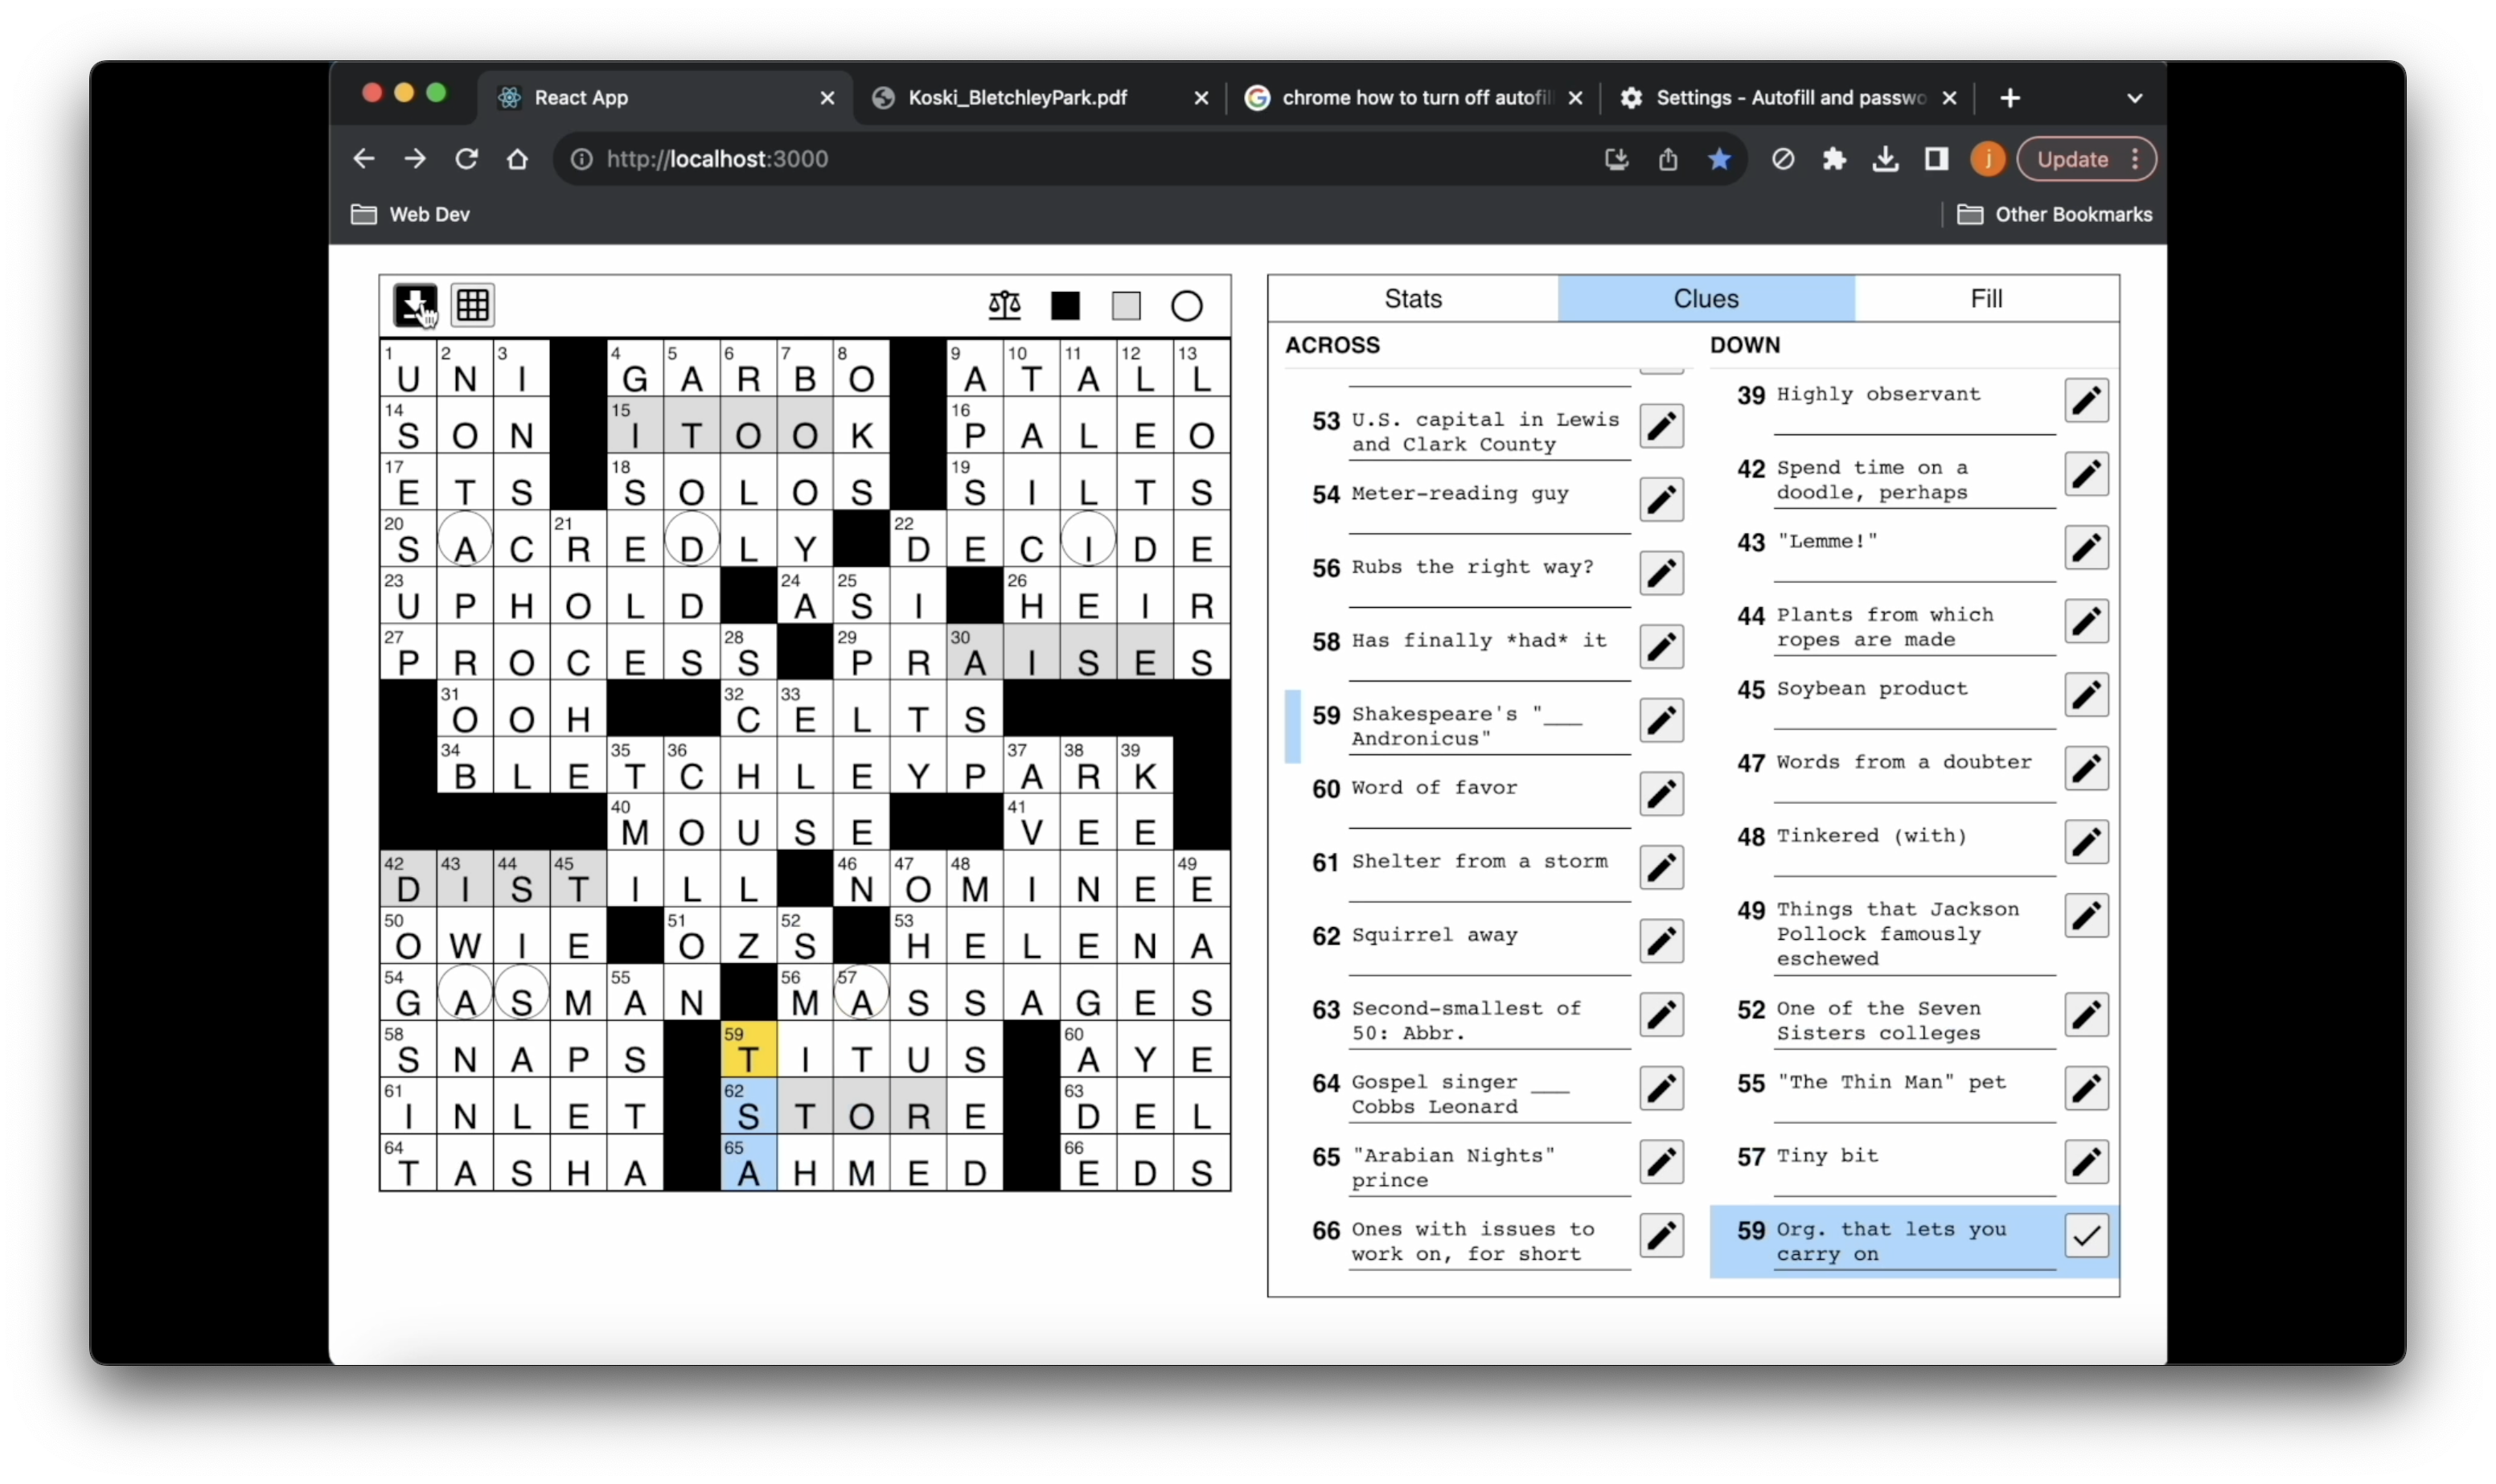 React App
Koski_BletchleyPark.pdf
chrome how to turn off autofill
Settings - Autofill and passwo
http://localhost:3000
j
Update
Web Dev
Other Bookmarks
1 2 3 4 5 6 7 8 9 10 11 12 13
U N I G A R B O A T A L L
14 15 16
S O N I T O O K P A L E O
17 18 19
E T S S O L O S S I L T S
20 21 22
S A C R E D L Y D E C I D E
23 24 25 26
U P H O L D A S I H E I R
27 28 29 30
P R O C E S S P R A I S E S
31 32 33
O O H C E L T S
34 35 36 37 38 39
B L E T C H L E Y P A R K
40 41
M O U S E V E E
42 43 44 45 46 47 48 49
D I S T I L L N O M I N E E
50 51 52 53
O W I E O Z S H E L E N A
54 55 56 57
G A S M A N M A S S A G E S
58 59 60
S N A P S T I T U S A Y E
61 62 63
I N L E T S T O R E D E L
64 65 66
T A S H A A H M E D E D S
Stats Clues Fill
ACROSS
53 U.S. capital in Lewis
and Clark County
54 Meter-reading guy
56 Rubs the right way?
58 Has finally *had* it
59 Shakespeare's "___
Andronicus"
60 Word of favor
61 Shelter from a storm
62 Squirrel away
63 Second-smallest of
50: Abbr.
64 Gospel singer ___
Cobbs Leonard
65 "Arabian Nights"
prince
66 Ones with issues to
work on, for short
DOWN
39 Highly observant
42 Spend time on a
doodle, perhaps
43 "Lemme!"
44 Plants from which
ropes are made
45 Soybean product
47 Words from a doubter
48 Tinkered (with)
49 Things that Jackson
Pollock famously
eschewed
52 One of the Seven
Sisters colleges
55 "The Thin Man" pet
57 Tiny bit
59 Org. that lets you
carry on